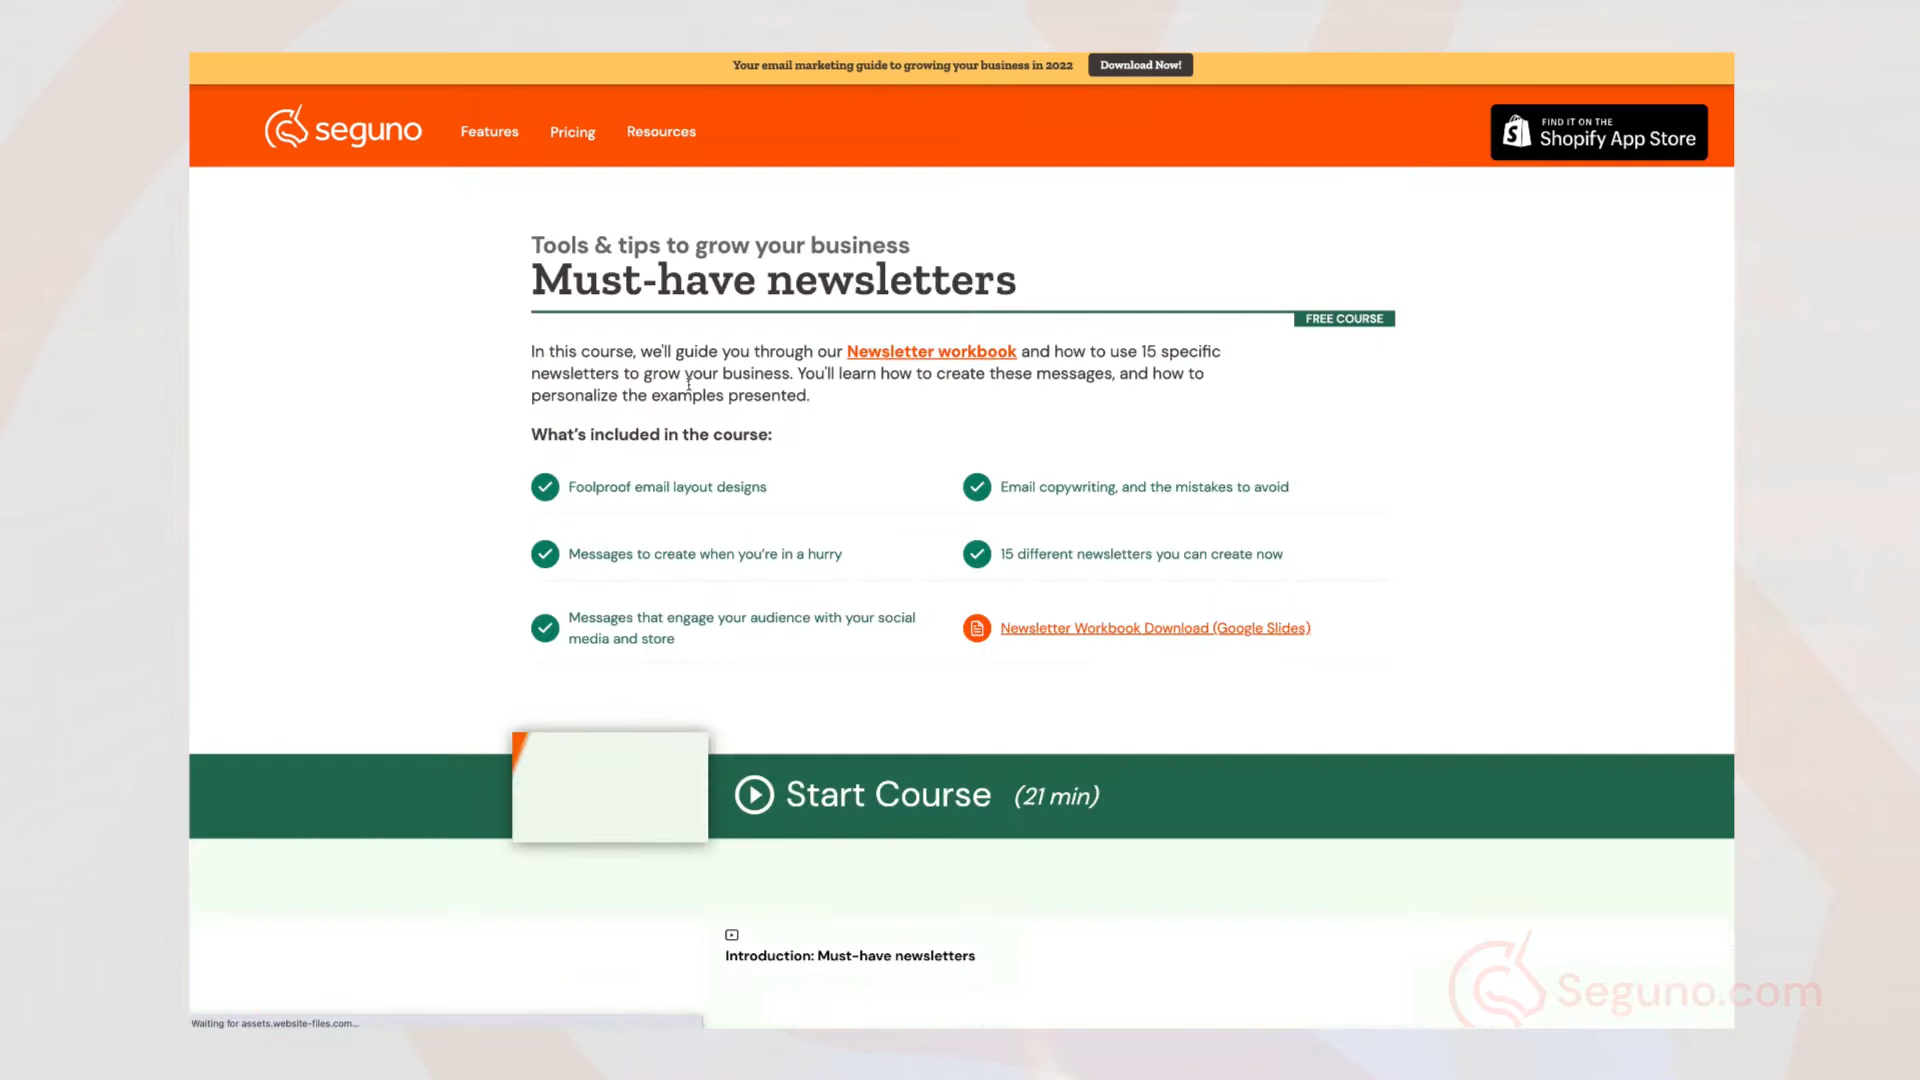 Your email marketing guide to growing your business in 2022
Download Now!
seguno
Features
Pricing
Resources
FIND IT ON THE
Shopify App Store
Tools & tips to grow your business
Must-have newsletters
FREE COURSE
In this course, we'll guide you through our Newsletter workbook and how to use 15 specific
newsletters to grow your business. You'll learn how to create these messages, and how to
personalize the examples presented.
What's included in the course:
Foolproof email layout designs
Email copywriting, and the mistakes to avoid
Messages to create when you're in a hurry
15 different newsletters you can create now
Messages that engage your audience with your social
media and store
Newsletter Workbook Download (Google Slides)
Start Course (21 min)
Introduction: Must-have newsletters
Seguno.com
Waiting for assets.website-files.com...